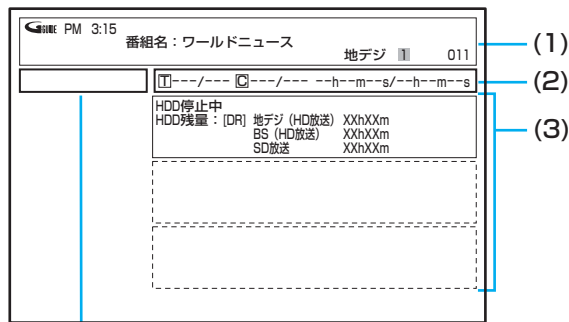 GGUIDE PM 3:15
番組名：ワールドニュース
地デジ 1 011
(1)
T---/--- C---/--- --h--m--s/--h--m--s
(2)
HDD停止中
HDD残量：[DR] 地デジ（HD放送） XXhXXm
BS（HD放送） XXhXXm
SD放送 XXhXXm
(3)